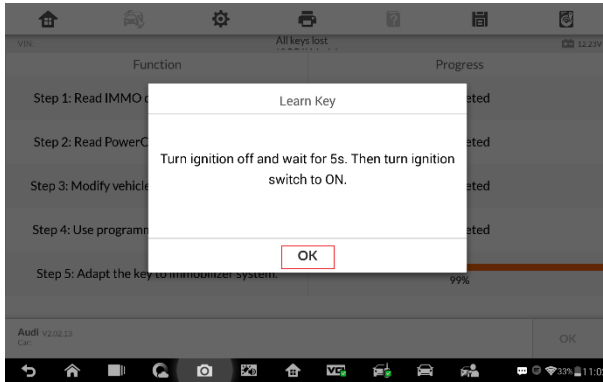 All keys lost
VIN:
12.23V
Function
Progress
Step 1: Read IMMO
eted
Step 2: Read PowerC
eted
Step 3: Modify vehicle
eted
Step 4: Use programm
eted
Step 5: Adapt the key to immobilizer system.
99%
Learn Key
Turn ignition off and wait for 5s. Then turn ignition
switch to ON.
OK
Audi V2.02.13
Car:
OK
33%
11:0